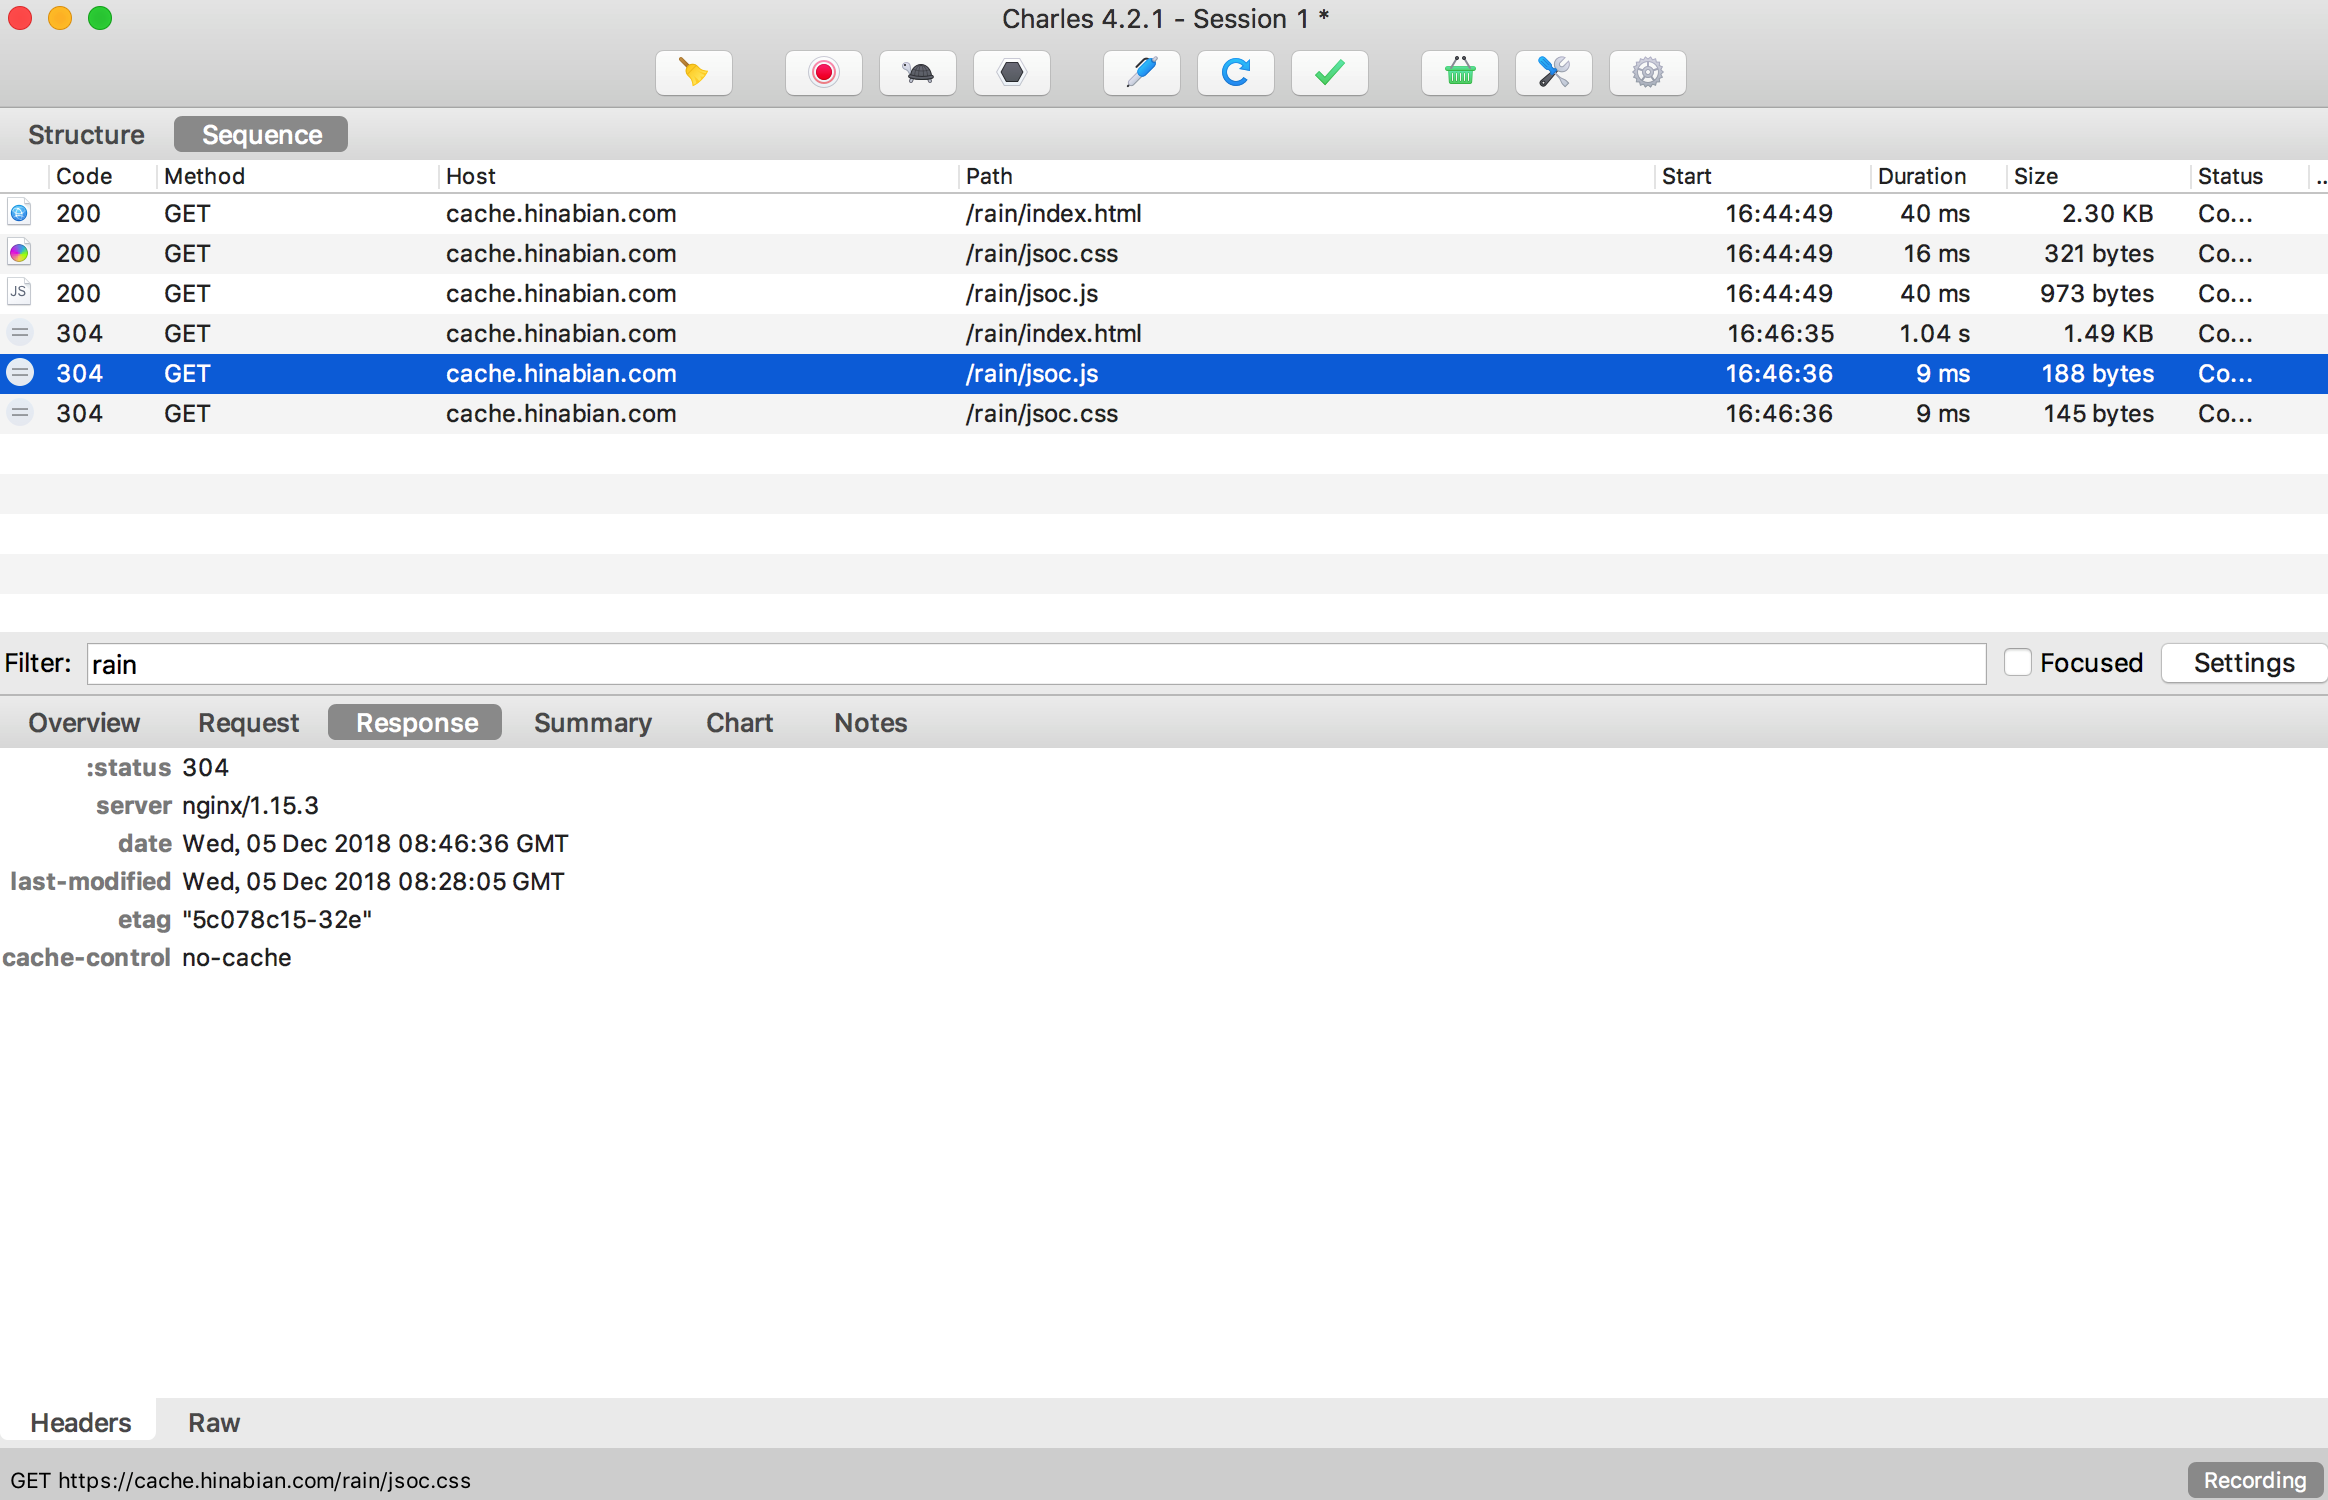 Charles 4.2.1 - Session 1 *
Structure Sequence
Code Method Host Path Start Duration Size Status ..
200 GET cache.hinabian.com /rain/index.html 16:44:49 40 ms 2.30 KB Co...
200 GET cache.hinabian.com /rain/jsoc.css 16:44:49 16 ms 321 bytes Co...
JS 200 GET cache.hinabian.com /rain/jsoc.js 16:44:49 40 ms 973 bytes Co...
304 GET cache.hinabian.com /rain/index.html 16:46:35 1.04 s 1.49 KB Co...
304 GET cache.hinabian.com /rain/jsoc.js 16:46:36 9 ms 188 bytes Co...
304 GET cache.hinabian.com /rain/jsoc.css 16:46:36 9 ms 145 bytes Co...
Filter: rain Focused Settings
Overview Request Response Summary Chart Notes
:status 304
server nginx/1.15.3
date Wed, 05 Dec 2018 08:46:36 GMT
last-modified Wed, 05 Dec 2018 08:28:05 GMT
etag "5c078c15-32e"
cache-control no-cache
Headers Raw
GET https://cache.hinabian.com/rain/jsoc.css Recording